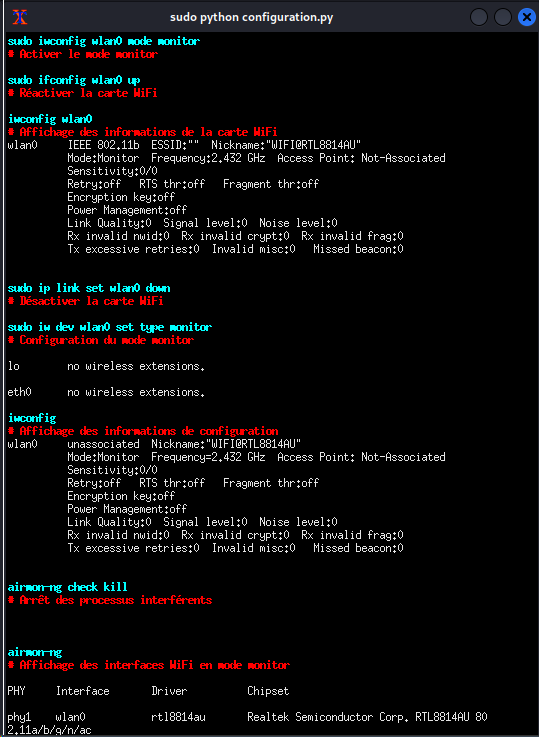 sudo python configuration.py
sudo iwconfig wlan0 mode monitor
# Activer le mode monitor
sudo ifconfig wlan0 up
# Réactiver la carte WiFi
iwconfig wlan0
# Affichage des informations de la carte WiFi
wlan0     IEEE 802.11b  ESSID:""  Nickname:"WIFI@RTL8814AU"
          Mode:Monitor  Frequency:2.432 GHz  Access Point: Not-Associated
          Sensitivity:0/0
          Retry:off   RTS thr:off   Fragment thr:off
          Encryption key:off
          Power Management:off
          Link Quality:0  Signal level:0  Noise level:0
          Rx invalid nwid:0  Rx invalid crypt:0  Rx invalid frag:0
          Tx excessive retries:0  Invalid misc:0   Missed beacon:0
sudo ip link set wlan0 down
# Désactiver la carte WiFi
sudo iw dev wlan0 set type monitor
# Configuration du mode monitor
lo        no wireless extensions.
eth0      no wireless extensions.
iwconfig
# Affichage des informations de configuration
wlan0     unassociated  Nickname:"WIFI@RTL8814AU"
          Mode:Monitor  Frequency=2.432 GHz  Access Point: Not-Associated
          Sensitivity:0/0
          Retry:off   RTS thr:off   Fragment thr:off
          Encryption key:off
          Power Management:off
          Link Quality:0  Signal level:0  Noise level:0
          Rx invalid nwid:0  Rx invalid crypt:0  Rx invalid frag:0
          Tx excessive retries:0  Invalid misc:0   Missed beacon:0
airmon-ng check kill
# Arrêt des processus interférents
airmon-ng
# Affichage des interfaces WiFi en mode monitor
PHY     Interface       Driver          Chipset
phy1    wlan0           rtl8814au       Realtek Semiconductor Corp. RTL8814AU 80
2.11a/b/g/n/ac